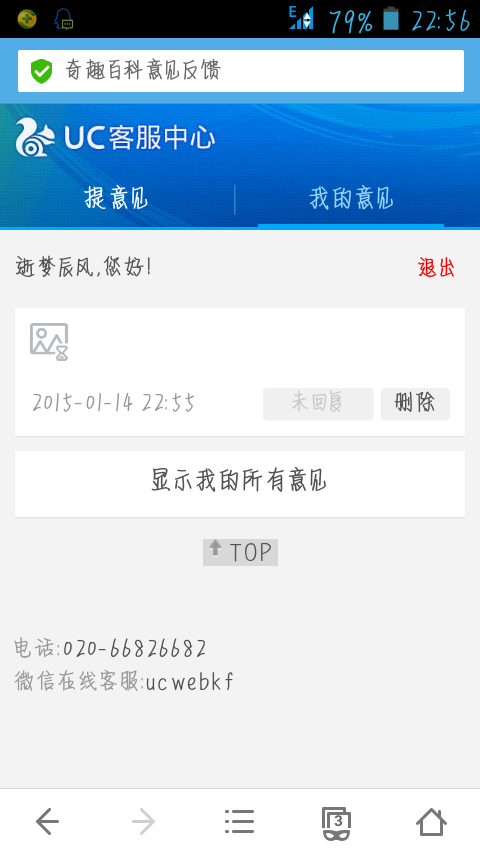 E 79% 22:56
奇趣百科意见反馈
UC客服中心
提意见 我的意见
逝梦辰风,您好! 退出
2015-01-14 22:55 未回复 删除
显示我的所有意见
TOP
电话:020-66826682
微信在线客服:ucwebkf
3